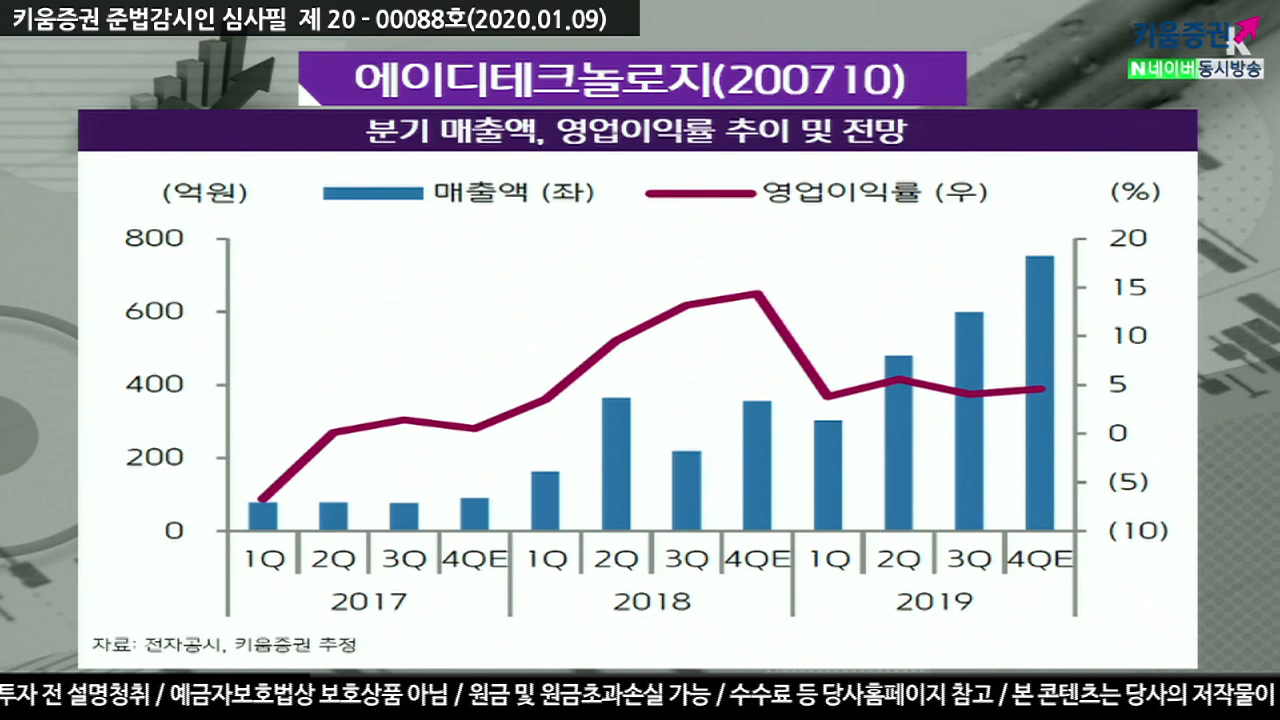 키움증권 준법감시인 심사필 제 20 - 00088호(2020.01.09)
키움증권
K
N 네이버 동시방송
에이디테크놀로지(200710)
분기 매출액, 영업이익률 추이 및 전망
(억원) 매출액 (좌) 영업이익률 (우) (%)
800 20
15
600
10
400 5
0
200
(5)
0 (10)
1Q 2Q 3Q 4QE 1Q 2Q 3Q 4QE 1Q 2Q 3Q 4QE
2017 2018 2019
자료: 전자공시, 키움증권 추정
투자 전 설명청취 / 예금자보호법상 보호상품 아님 / 원금 및 원금초과손실 가능 / 수수료 등 당사홈페이지 참고 / 본 콘텐츠는 당사의 저작물이